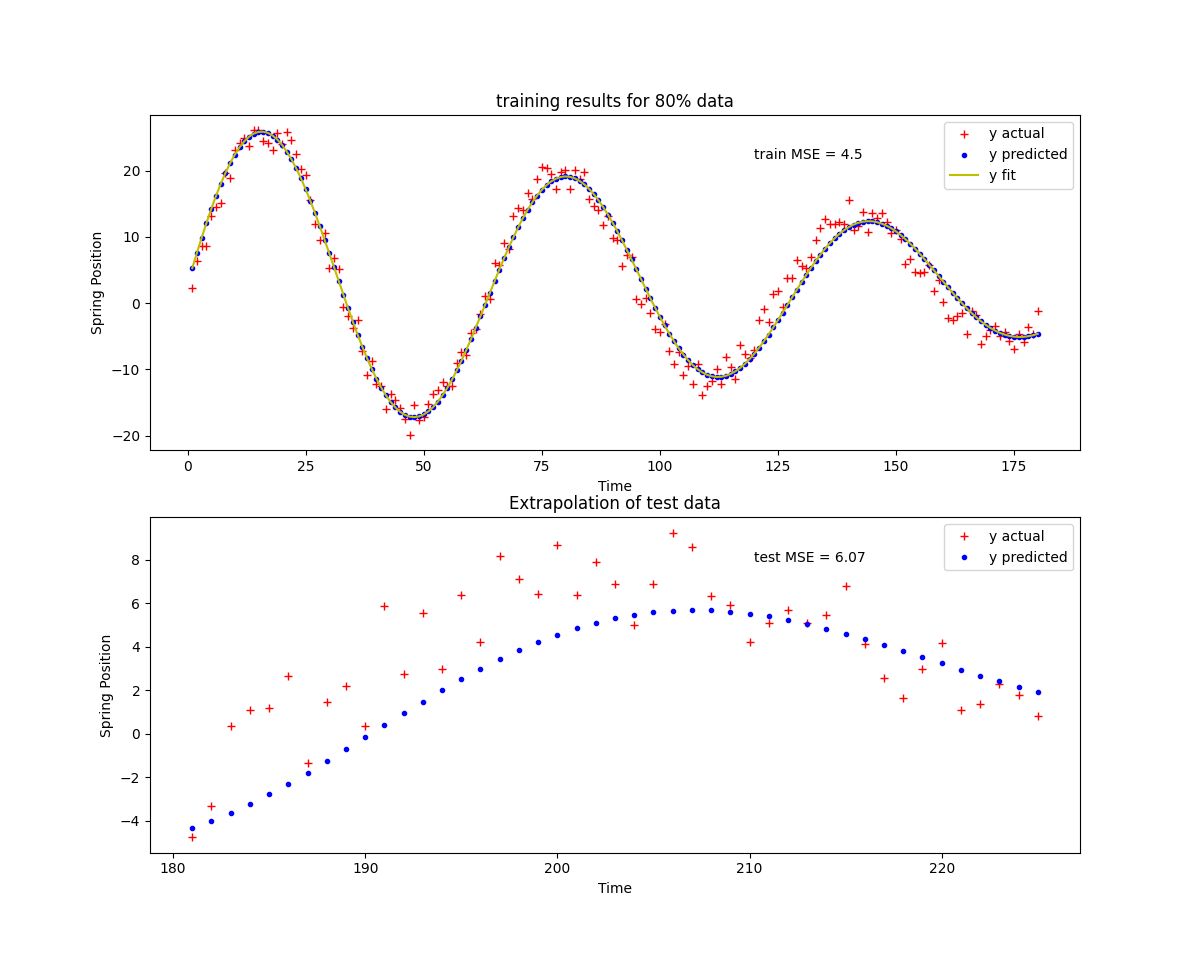 training results for 80% data
y actual
train MSE = 4.5
y predicted
y fit
20
10
0
−10
−20
Spring Position
0 25 50 75 100 125 150 175
Time
Extrapolation of test data
y actual
test MSE = 6.07
y predicted
8
6
4
2
0
−2
−4
Spring Position
180 190 200 210 220
Time